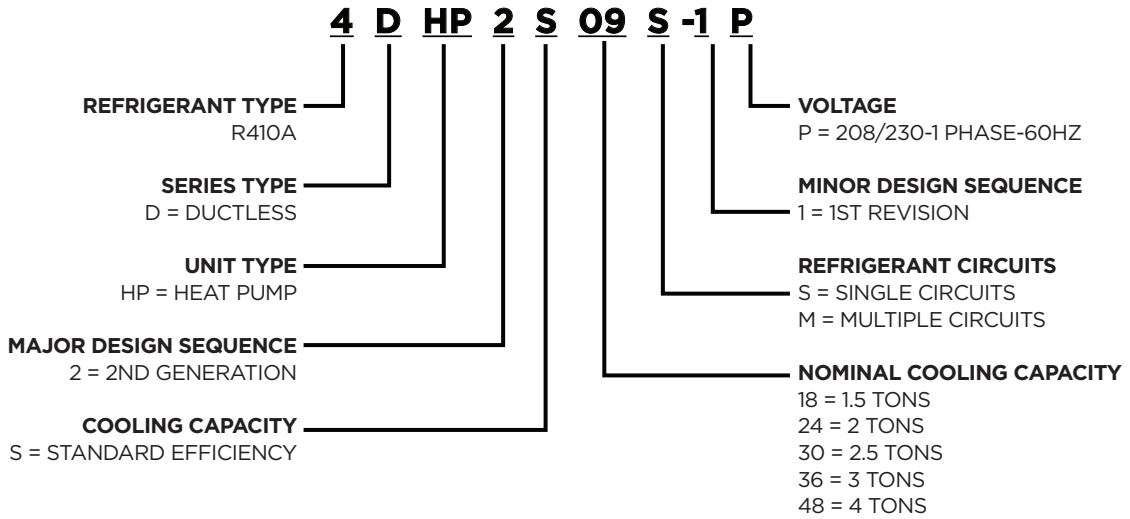 4 D HP 2 S 09 S -1 P
REFRIGERANT TYPE
R410A
SERIES TYPE
D = DUCTLESS
UNIT TYPE
HP = HEAT PUMP
MAJOR DESIGN SEQUENCE
2 = 2ND GENERATION
COOLING CAPACITY
S = STANDARD EFFICIENCY
VOLTAGE
P = 208/230-1 PHASE-60HZ
MINOR DESIGN SEQUENCE
1 = 1ST REVISION
REFRIGERANT CIRCUITS
S = SINGLE CIRCUITS
M = MULTIPLE CIRCUITS
NOMINAL COOLING CAPACITY
18 = 1.5 TONS
24 = 2 TONS
30 = 2.5 TONS
36 = 3 TONS
48 = 4 TONS